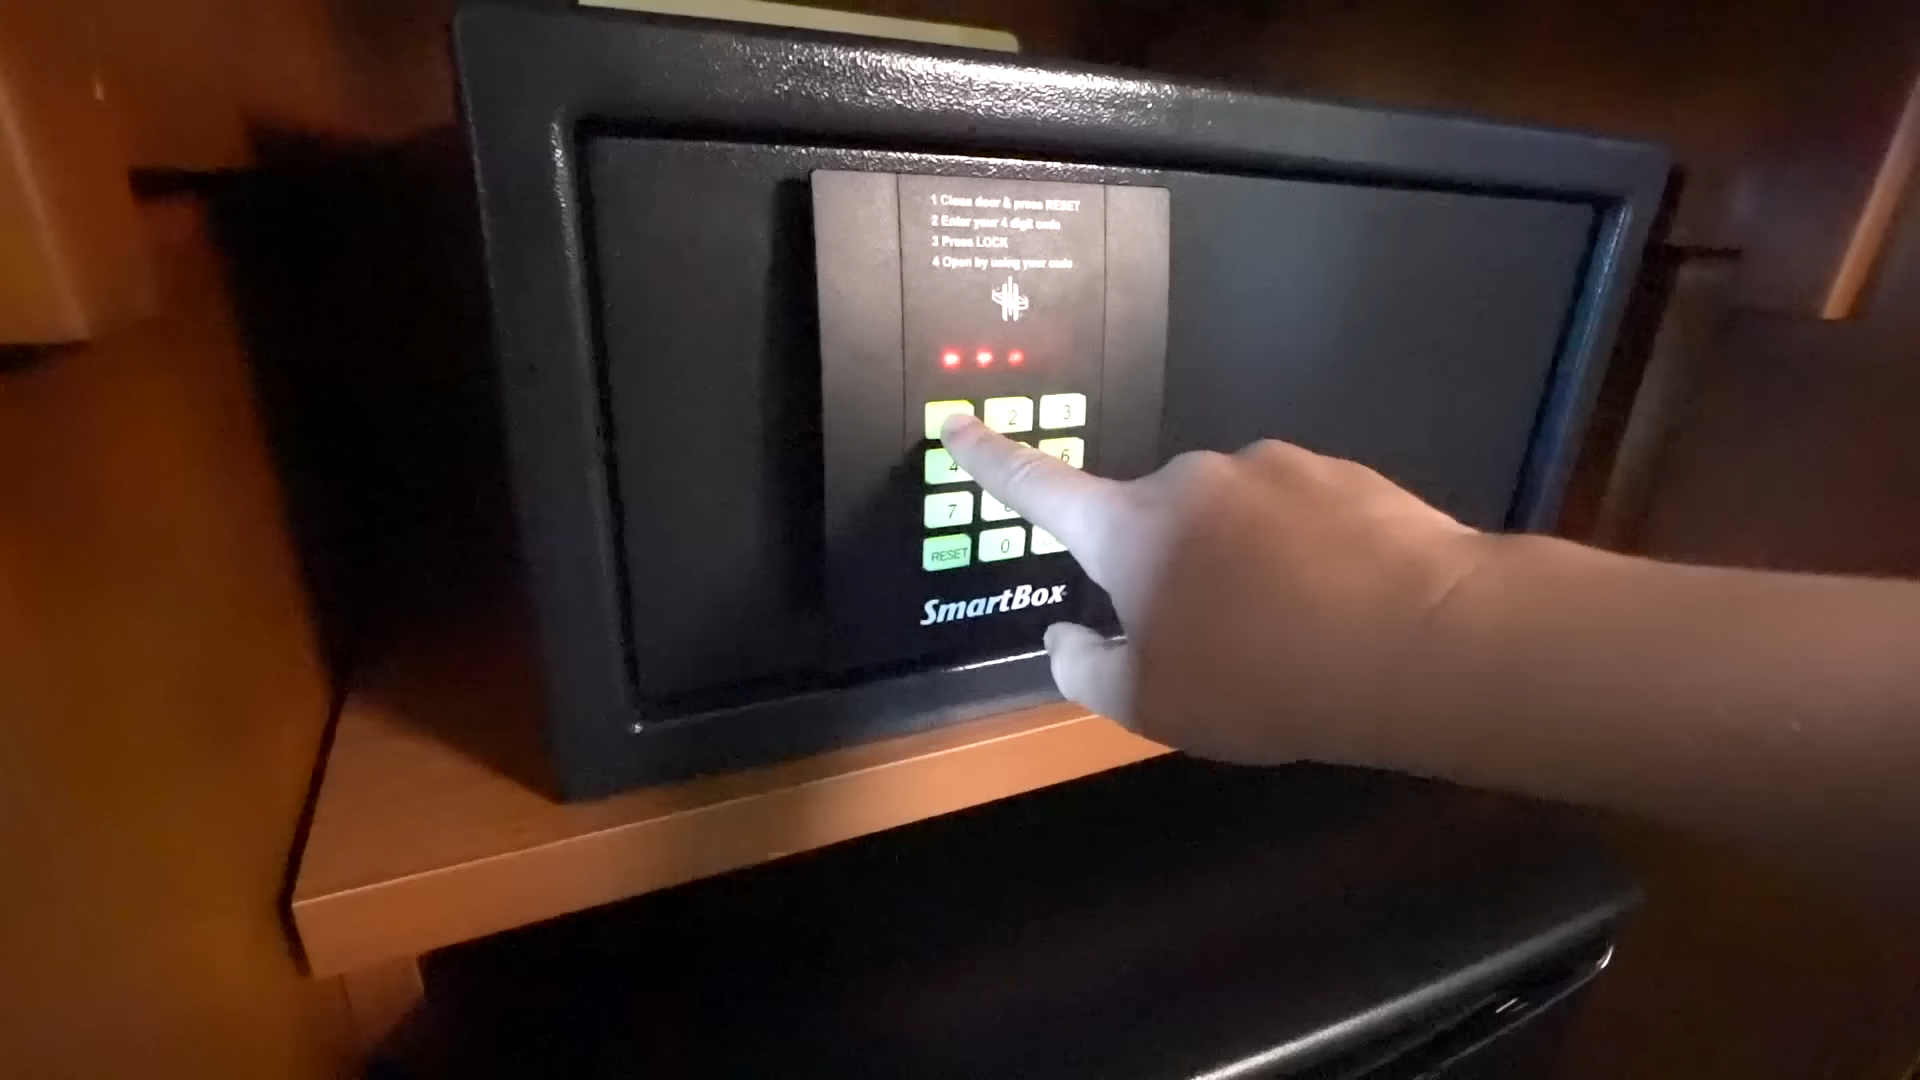 1 Close door & press RESET
2 Enter your 4 digit code
3 Press LOCK
4 Open by using your code
2 3
4 6
7
RESET 0
SmartBox